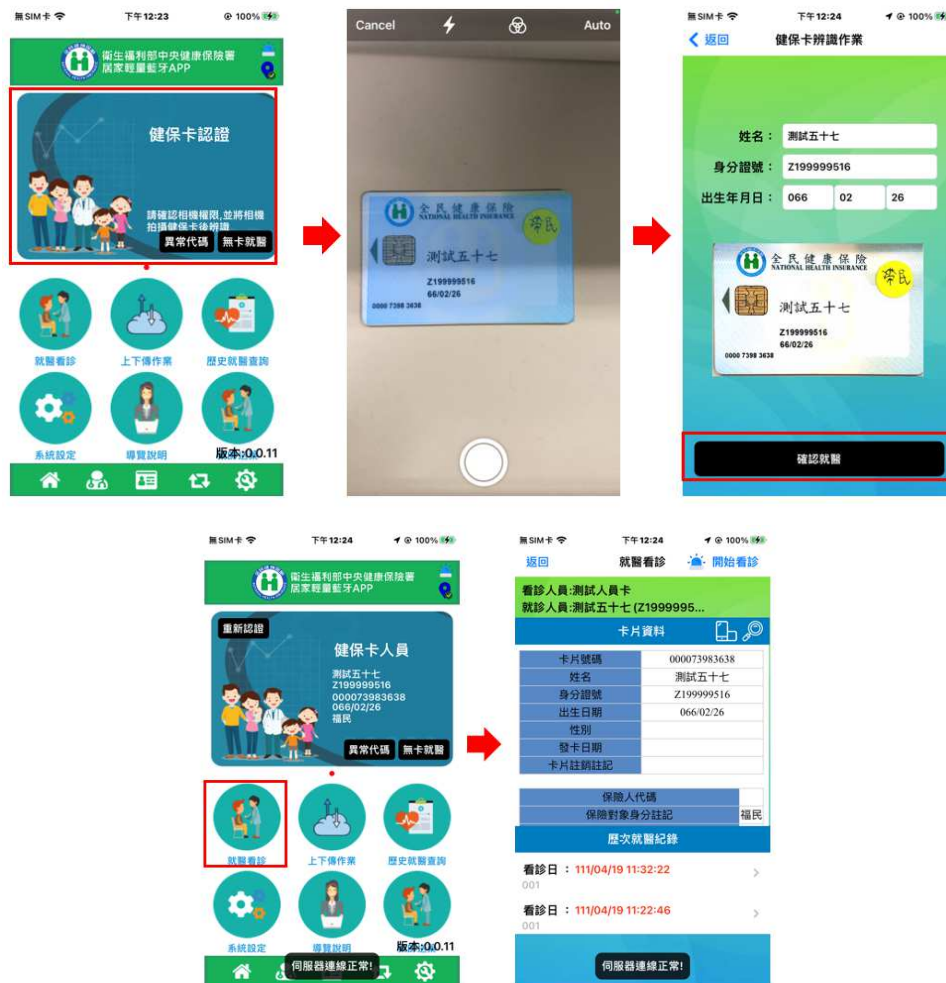 無SIM卡 下午12:23 100%
衛生福利部中央健康保險署
居家輕量藍牙APP
健保卡認證
請確認相機權限,並將相機
拍攝健保卡後辨識
異常代碼 無卡就醫
就醫看診 上下傳作業 歷史就醫查詢
系統設定 導覽說明
版本:0.0.11
Cancel Auto
全民健康保險
NATIONAL HEALTH INSURANCE
測試五十七
Z199999516
66/02/26
0000 7398 3638
無SIM卡 下午12:24 100%
返回 健保卡辨識作業
姓名: 測試五十七
身分證號: Z199999516
出生年月日: 066 02 26
全民健康保險
NATIONAL HEALTH INSURANCE
測試五十七
Z199999516
66/02/26
0000 7398 3638
確認就醫
無SIM卡 下午12:24 100%
衛生福利部中央健康保險署
居家輕量藍牙APP
重新認證
健保卡人員
測試五十七
Z199999516
000073983638
066/02/26
福民
異常代碼 無卡就醫
就醫看診 上下傳作業 歷史就醫查詢
系統設定 導覽說明
版本:0.0.11
伺服器連線正常!
無SIM卡 下午12:24 100%
返回 就醫看診 開始看診
看診人員:測試人員卡
就診人員:測試五十七 (Z1999995...
卡片資料
卡片號碼 000073983638
姓名 測試五十七
身分證號 Z199999516
出生日期 066/02/26
性別
發卡日期
卡片註銷註記
保險人代碼
保險對象身分註記 福民
歷次就醫紀錄
看診日 : 111/04/19 11:32:22
001
看診日 : 111/04/19 11:22:46
001
伺服器連線正常!